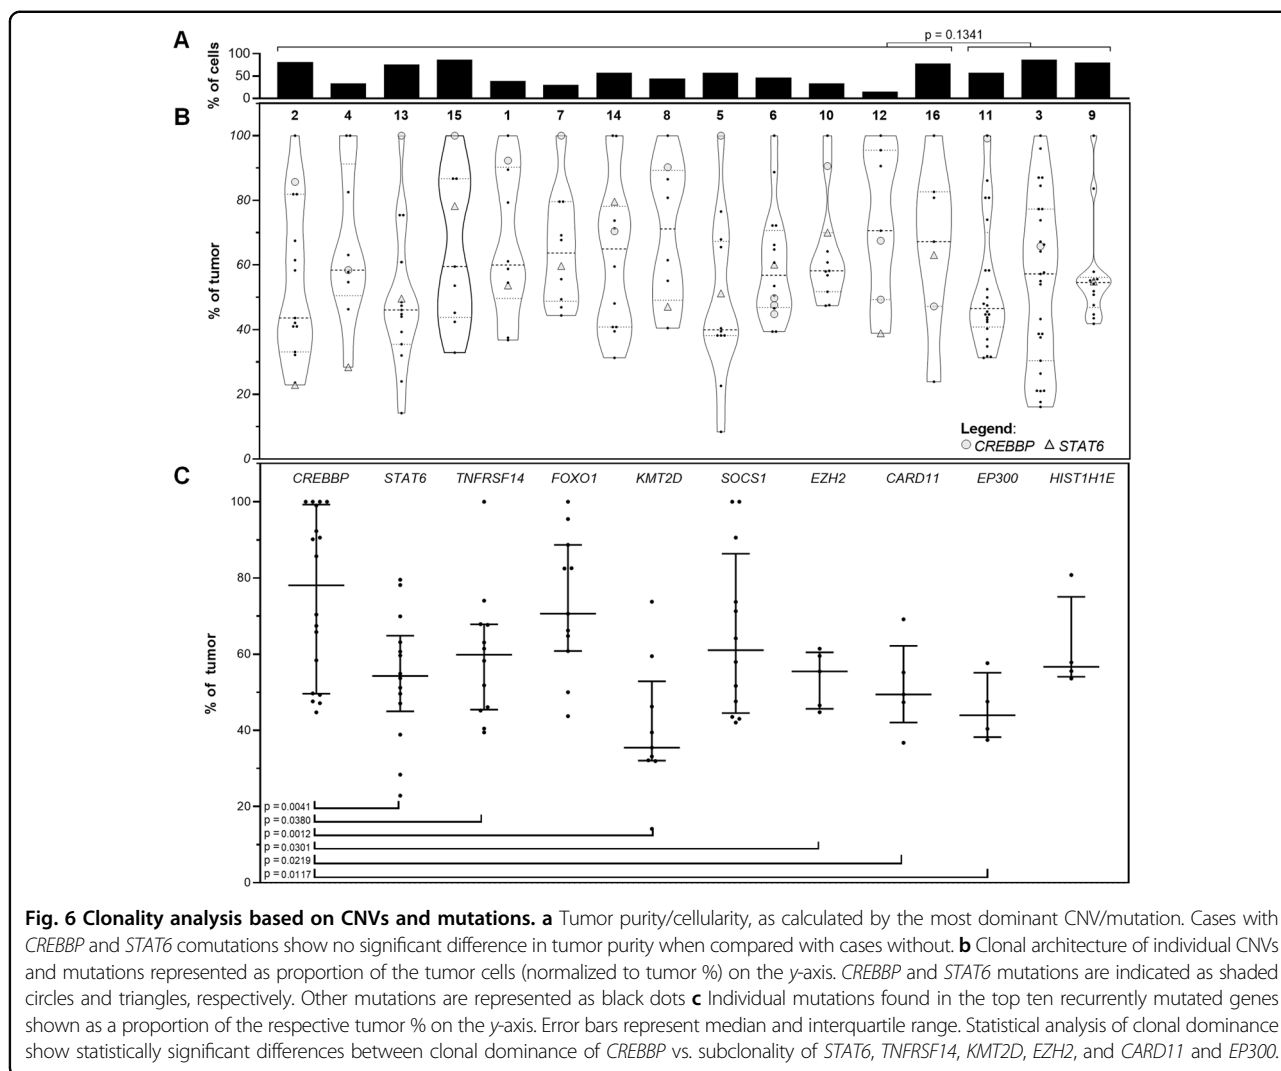 A
% of cells
100
50
0
p = 0.1341
B
2 4 13 15 1 7 14 8 5 6 10 12 16 11 3 9
% of tumor
100
80
60
40
20
0
Legend:
CREBBP STAT6
C
CREBBP STAT6 TNFRSF14 FOXO1 KMT2D SOCS1 EZH2 CARD11 EP300 HIST1H1E
% of tumor
100
80
60
40
20
0
p = 0.0041
p = 0.0380
p = 0.0012
p = 0.0301
p = 0.0219
p = 0.0117
Fig. 6 Clonality analysis based on CNVs and mutations. a Tumor purity/cellularity, as calculated by the most dominant CNV/mutation. Cases with
CREBBP and STAT6 comutations show no significant difference in tumor purity when compared with cases without. b Clonal architecture of individual CNVs
and mutations represented as proportion of the tumor cells (normalized to tumor %) on the y-axis. CREBBP and STAT6 mutations are indicated as shaded
circles and triangles, respectively. Other mutations are represented as black dots c Individual mutations found in the top ten recurrently mutated genes
shown as a proportion of the respective tumor % on the y-axis. Error bars represent median and interquartile range. Statistical analysis of clonal dominance
show statistically significant differences between clonal dominance of CREBBP vs. subclonality of STAT6, TNFRSF14, KMT2D, EZH2, and CARD11 and EP300.